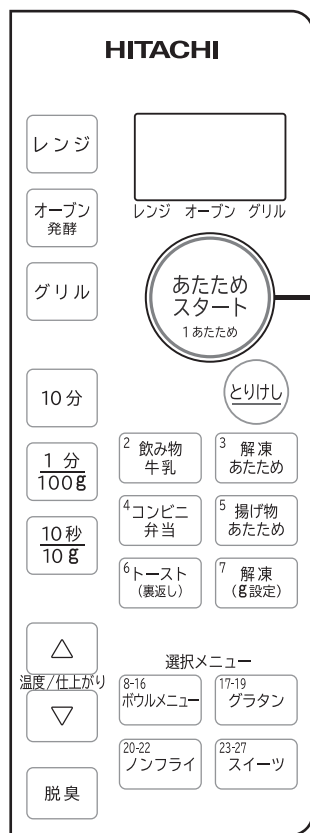 HITACHI
レンジ
オーブン
発酵
グリル
レンジ オーブン グリル
あたため
スタート
1 あたため
とりけし
10分
1 分
100g
10秒
10 g
2 飲み物
牛乳
3 解凍
あたため
4 コンビニ
弁当
5 揚げ物
あたため
6 トースト
(裏返し)
7 解凍
(g設定)
△
温度/仕上がり
▽
脱臭
選択メニュー
8-16
ボウルメニュー
17-19
グラタン
20-22
ノンフライ
23-27
スイーツ